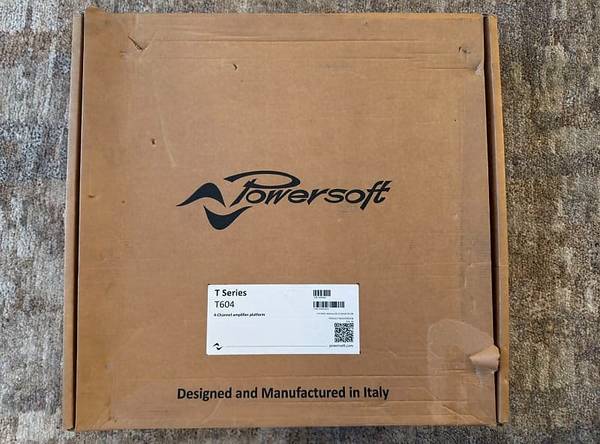 Powersoft
T Series
T604
4-Channel amplifier platform
powersoft.com
Designed and Manufactured in Italy